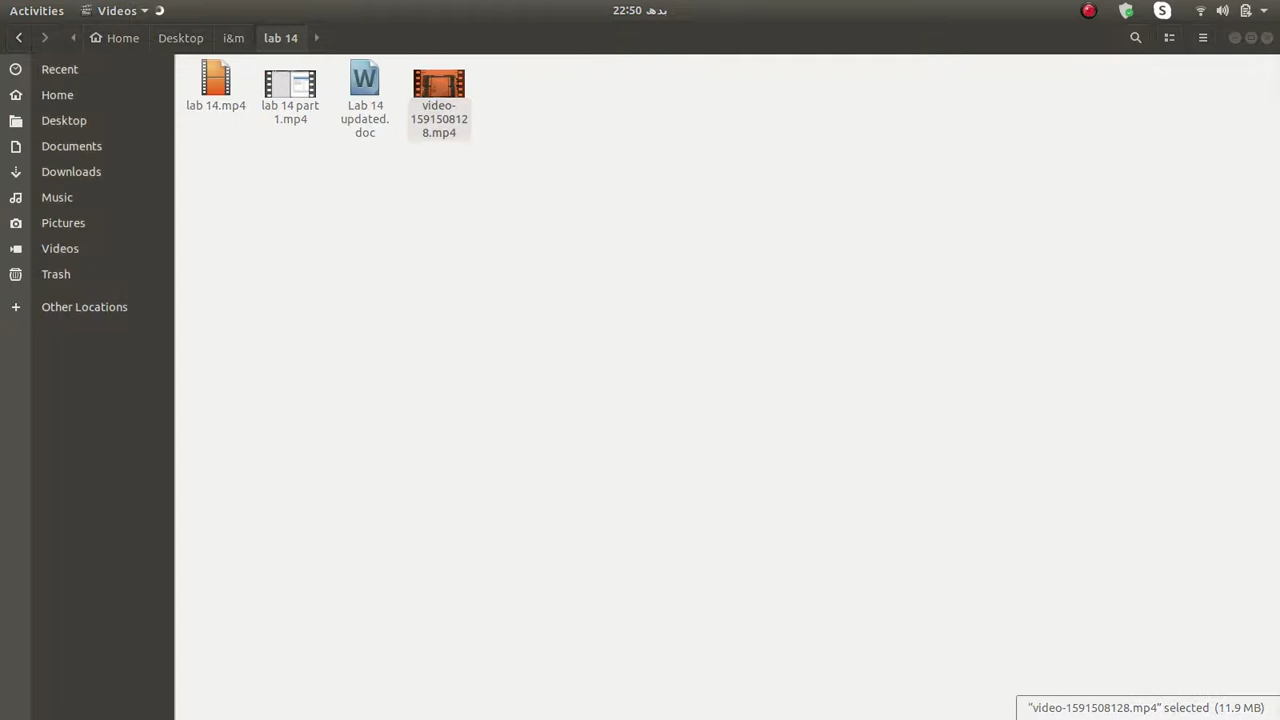 Activities Videos بدھ 22:50
Home Desktop i&m lab 14
Recent
Home
Desktop
Documents
Downloads
Music
Pictures
Videos
Trash
Other Locations
lab 14.mp4
lab 14 part
1.mp4
Lab 14
updated.
doc
video-
159150812
8.mp4
"video-1591508128.mp4" selected (11.9 MB)